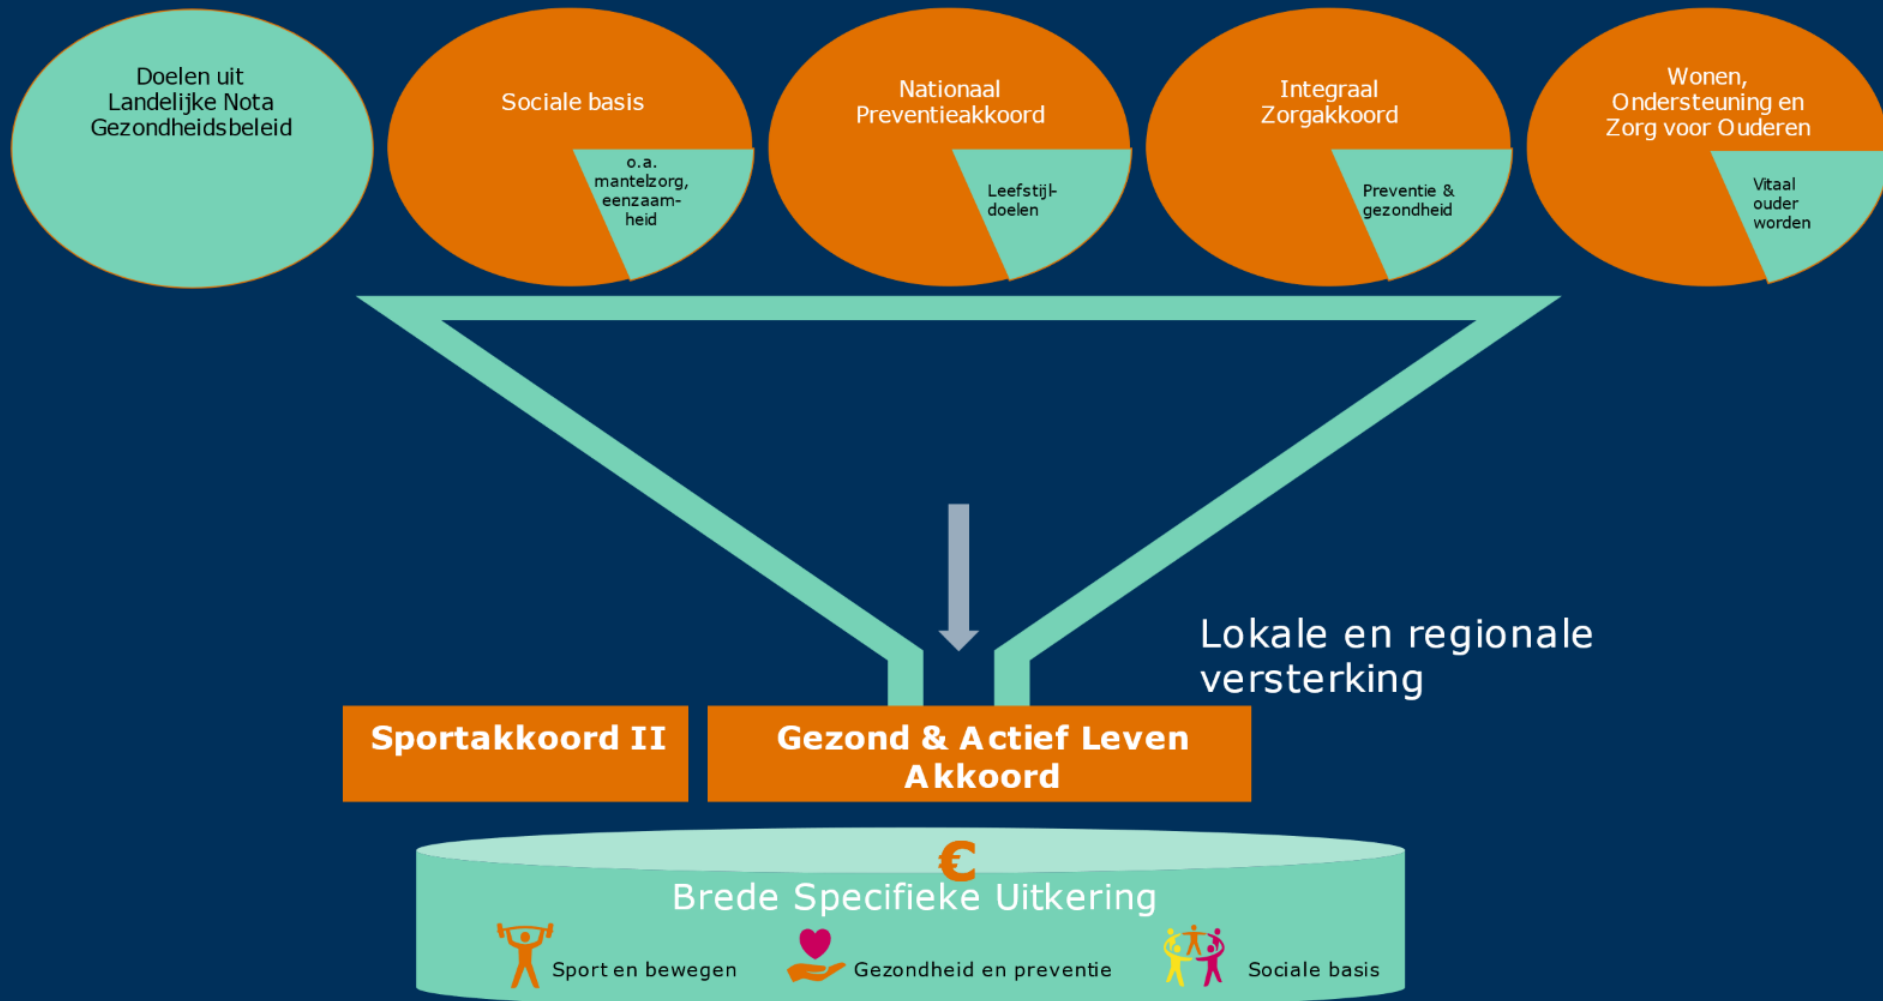 Doelen uit
Landelijke Nota
Gezondheidsbeleid
Sociale basis
o.a.
mantelzorg,
eenzaam-
heid
Nationaal
Preventieakkoord
Leefstijl-
doelen
Integraal
Zorgakkoord
Preventie &
gezondheid
Wonen,
Ondersteuning en
Zorg voor Ouderen
Vitaal
ouder
worden
Lokale en regionale
versterking
Sportakkoord II
Gezond & Actief Leven
Akkoord
€
Brede Specifieke Uitkering
Sport en bewegen
Gezondheid en preventie
Sociale basis